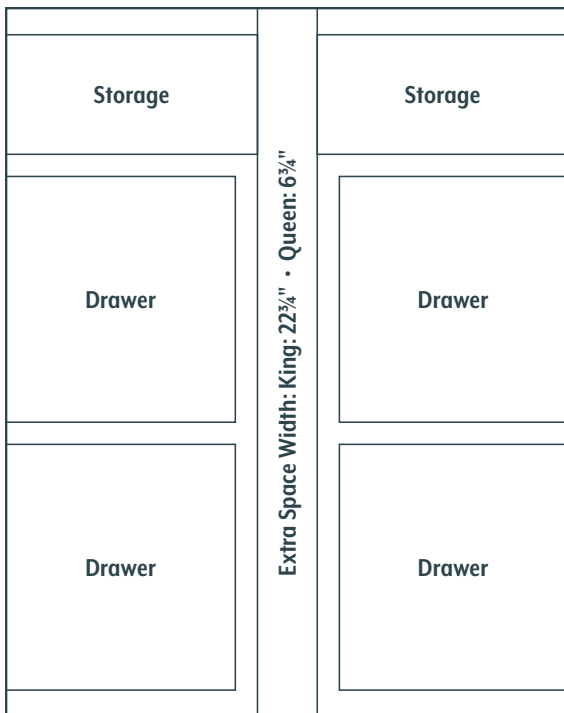 Storage
Storage
Extra Space Width: King: 22¾" • Queen: 6¾"
Drawer
Drawer
Drawer
Drawer